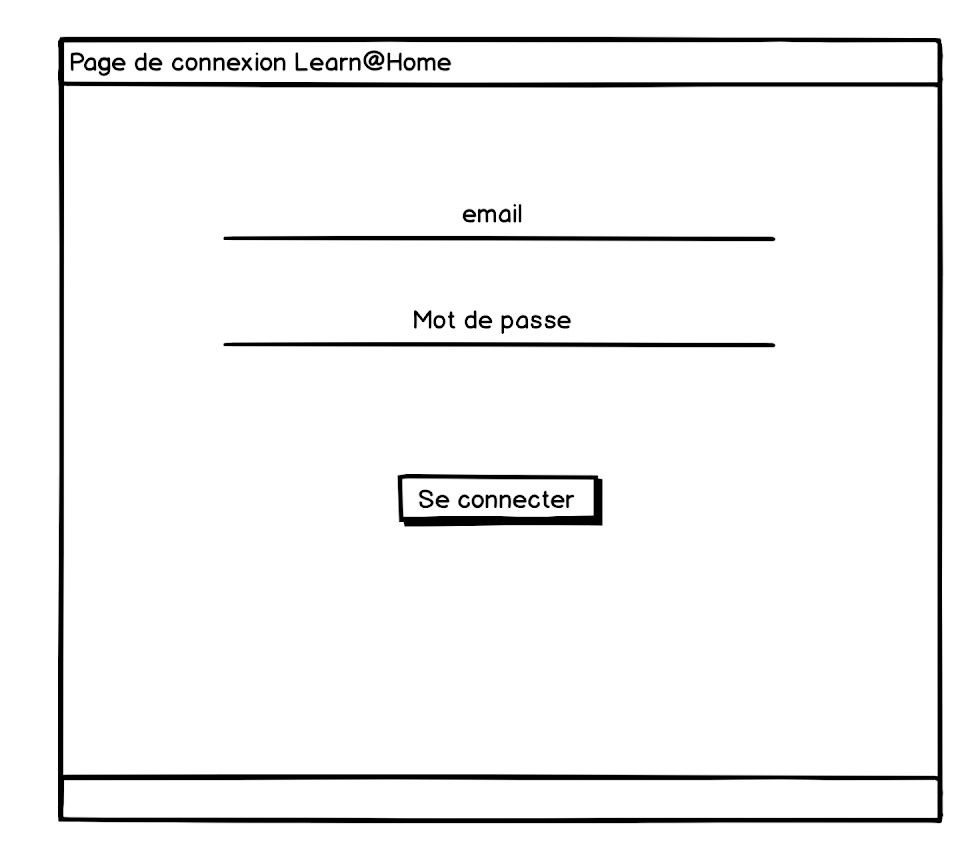 Page de connexion Learn@Home
email
Mot de passe
Se connecter